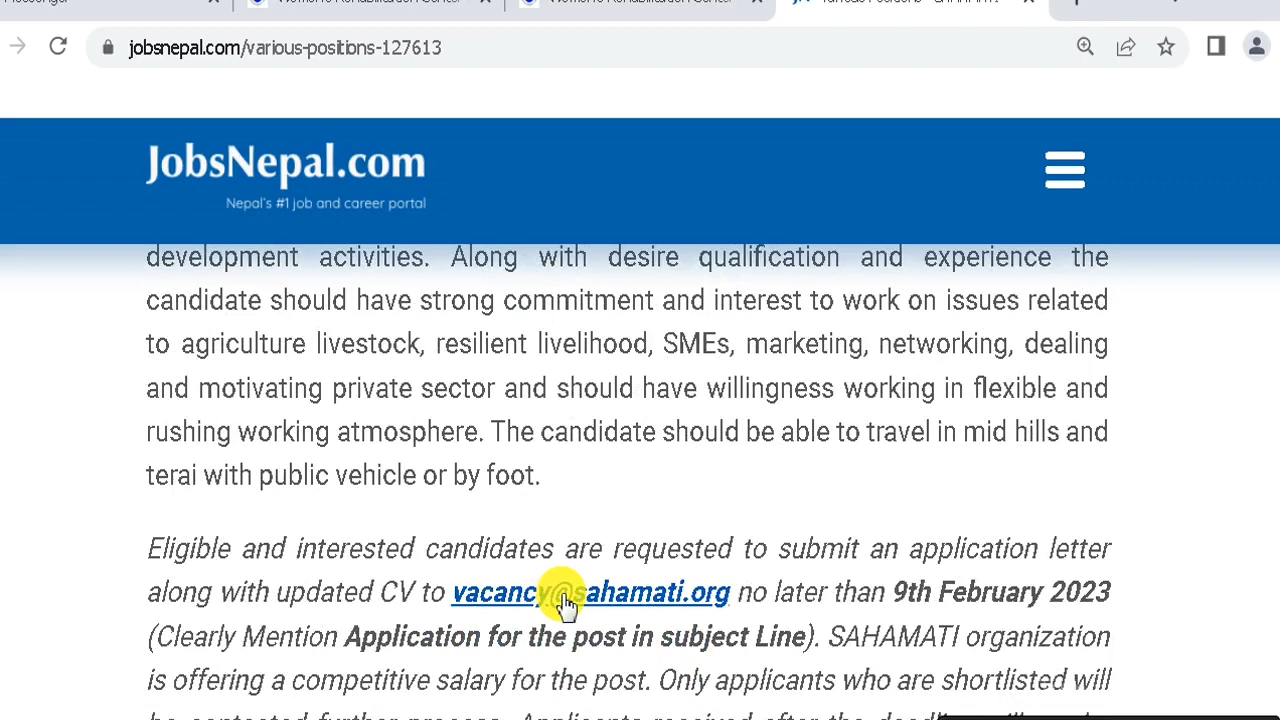 jobsnepal.com/various-positions-127613
JobsNepal.com
Nepal's #1 job and career portal
development activities. Along with desire qualification and experience the
candidate should have strong commitment and interest to work on issues related
to agriculture livestock, resilient livelihood, SMEs, marketing, networking, dealing
and motivating private sector and should have willingness working in flexible and
rushing working atmosphere. The candidate should be able to travel in mid hills and
terai with public vehicle or by foot.
Eligible and interested candidates are requested to submit an application letter
along with updated CV to vacancy@sahamati.org no later than 9th February 2023
(Clearly Mention Application for the post in subject Line). SAHAMATI organization
is offering a competitive salary for the post. Only applicants who are shortlisted will